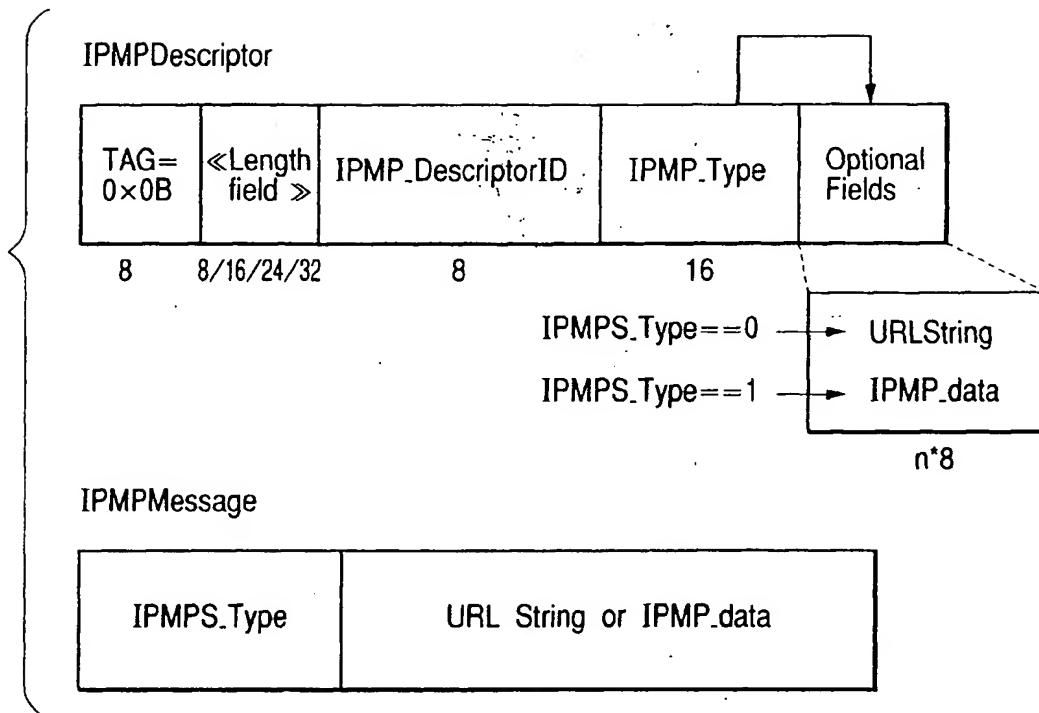 IPMPDescriptor
TAG=
0×0B
≪Length
field ≫
IPMP_DescriptorID
IPMP_Type
Optional
Fields
8
8/16/24/32
8
16
IPMPS_Type==0
URLString
IPMPS_Type==1
IPMP_data
n*8
IPMPMessage
IPMPS_Type
URL String or IPMP_data